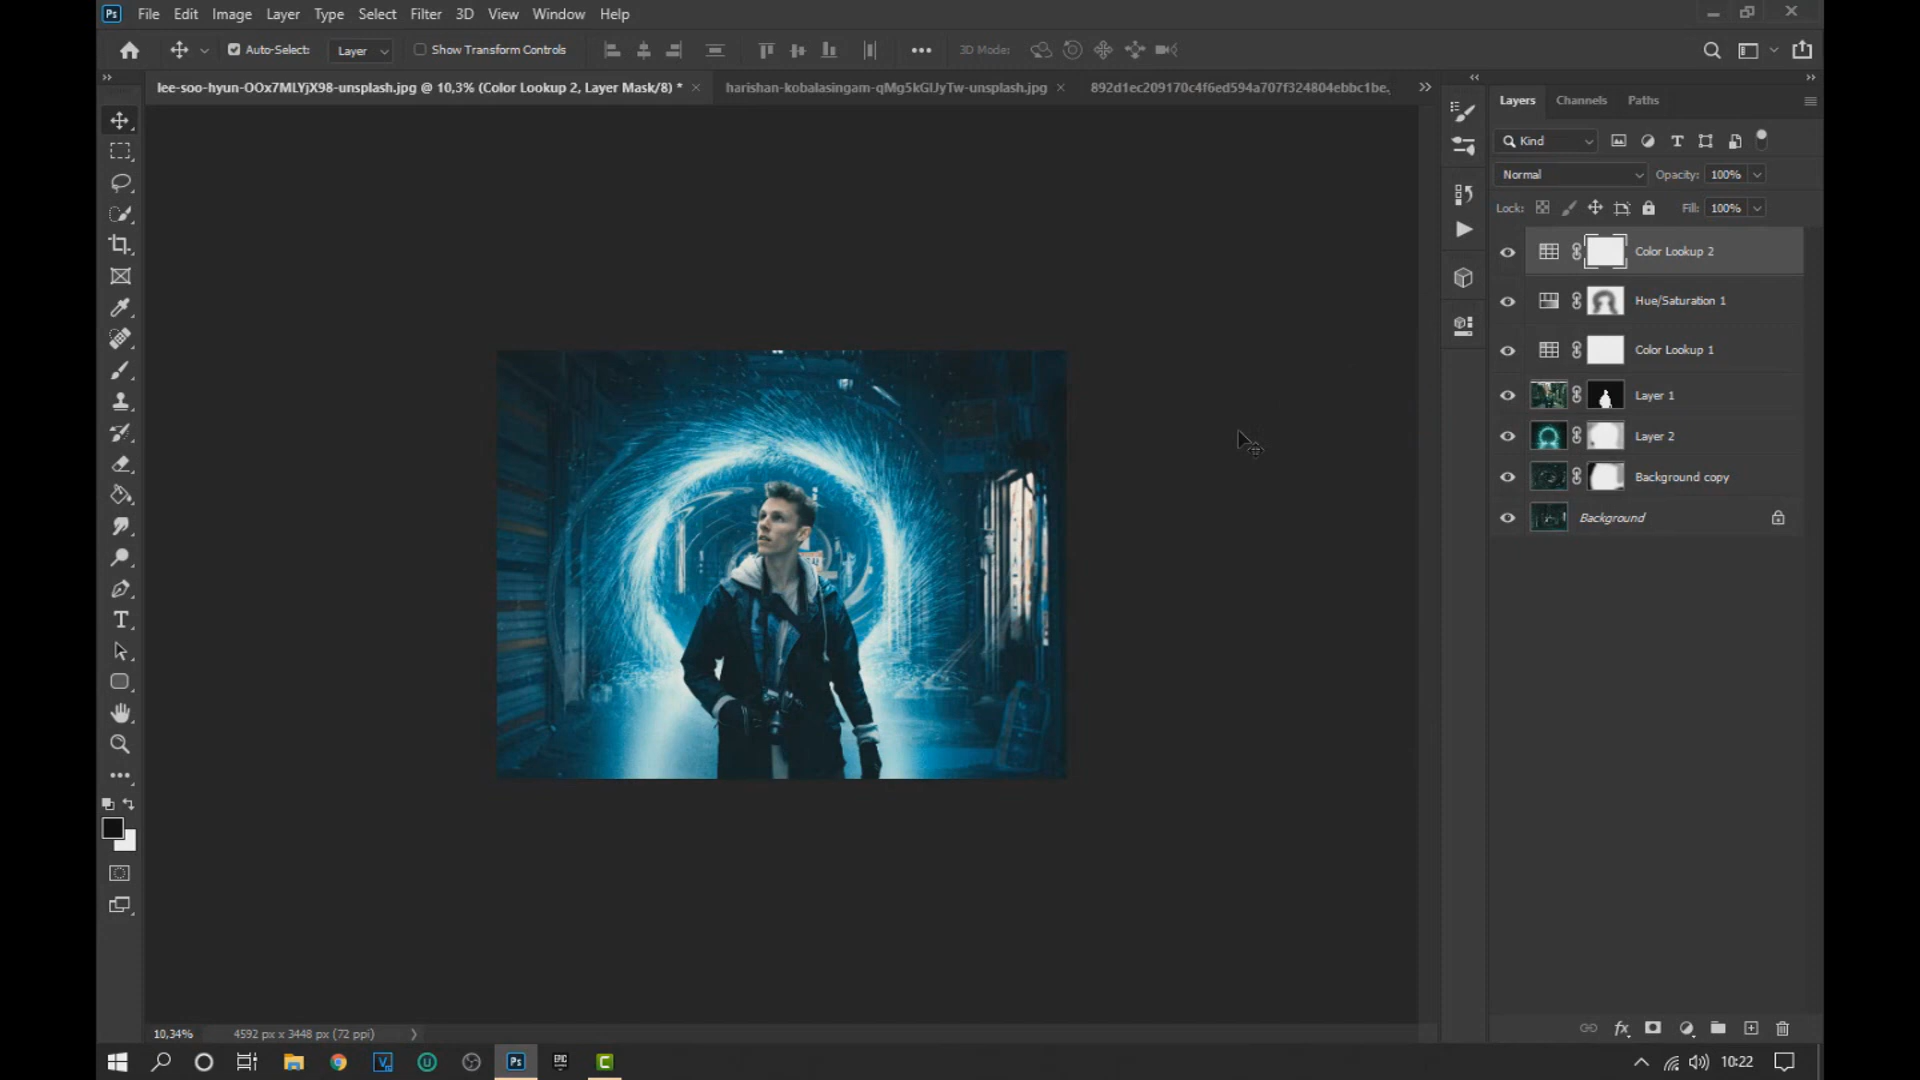 Ps File Edit Image Layer Type Select Filter 3D View Window Help
Auto-Select: Layer Show Transform Controls 3D Mode:
lee-soo-hyun-OOx7MLYjX98-unsplash.jpg @ 10,3% (Color Lookup 2, Layer Mask/8) * harishan-kobalasingam-qMg5kGlJyTw-unsplash.jpg 892d1ec209170c4f6ed594a707f324804ebbc1be.
Layers Channels Paths
Kind
Normal Opacity: 100%
Lock: Fill: 100%
Color Lookup 2
Hue/Saturation 1
Color Lookup 1
Layer 1
Layer 2
Background copy
Background
10,34% 4592 px x 3448 px (72 ppi)
Ps EPIC C 10:22